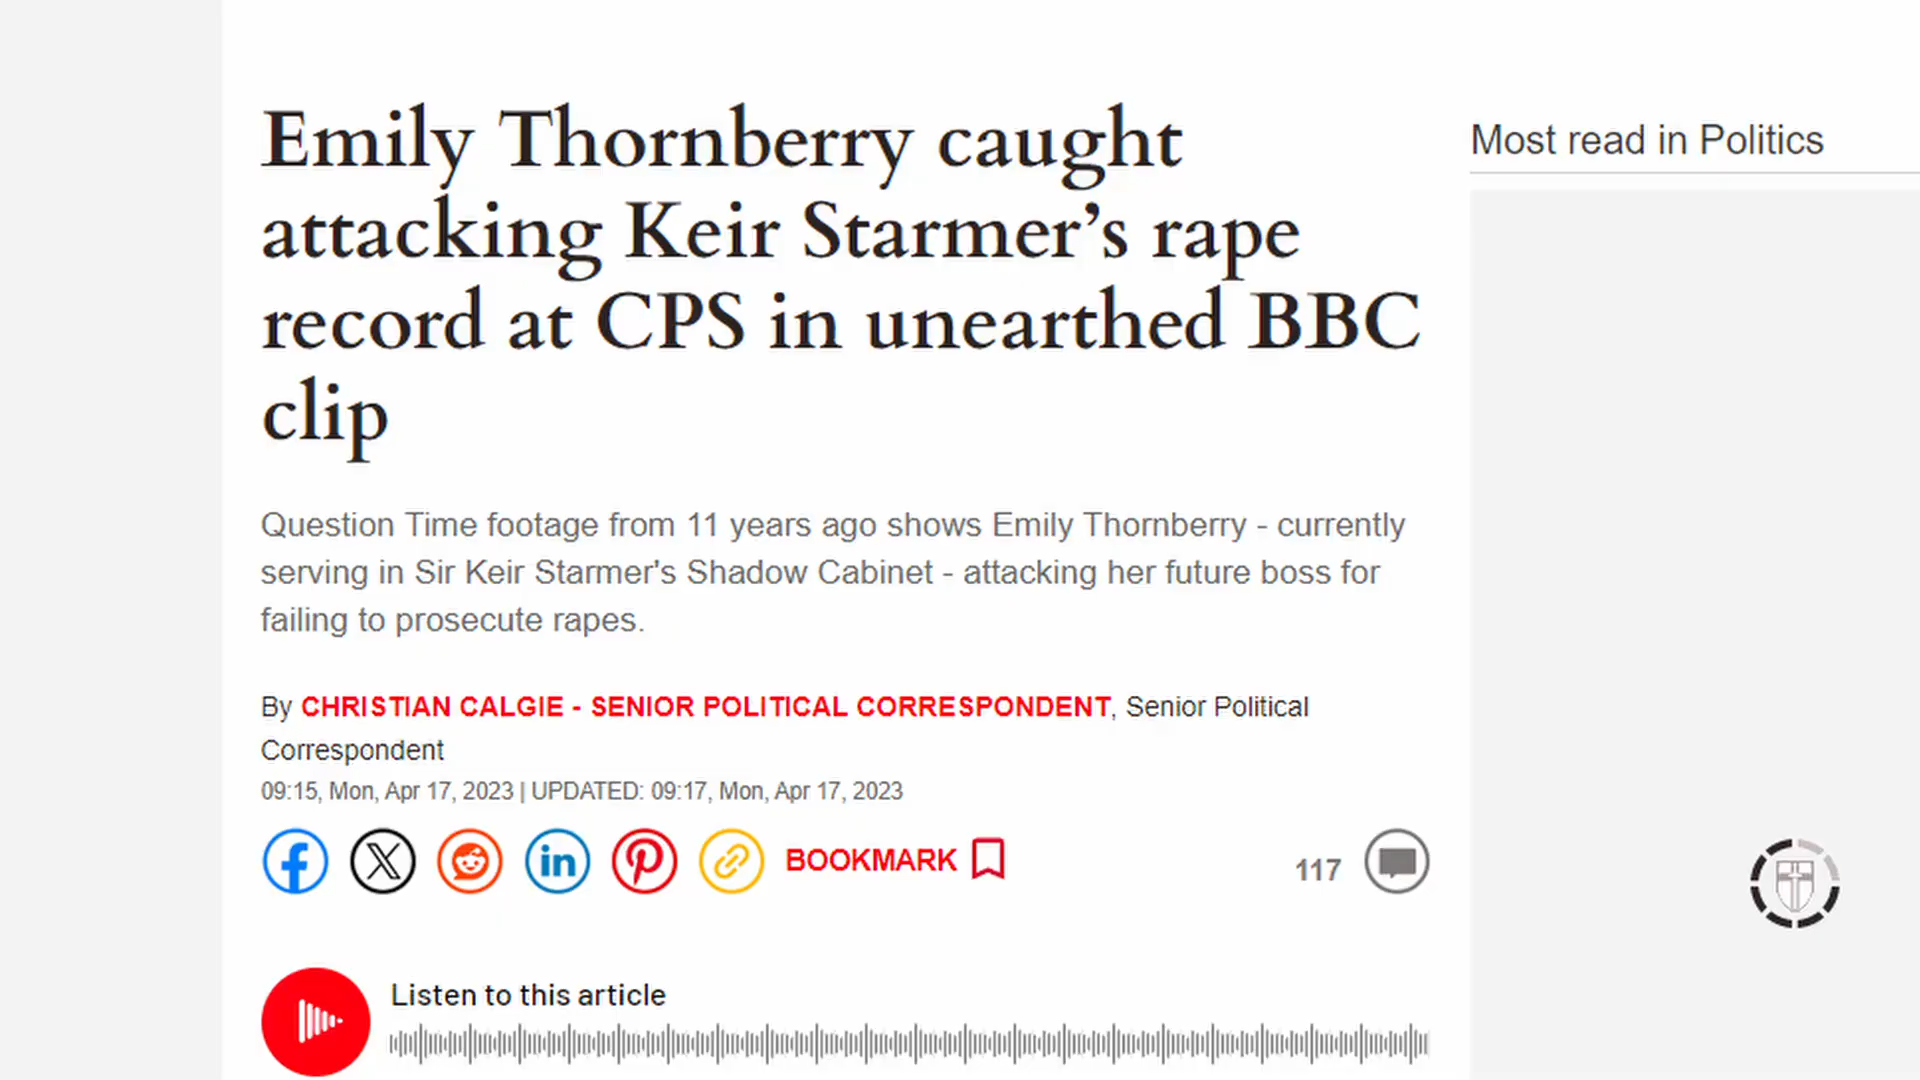 Emily Thornberry caught
attacking Keir Starmer’s rape
record at CPS in unearthed BBC
clip
Question Time footage from 11 years ago shows Emily Thornberry - currently
serving in Sir Keir Starmer's Shadow Cabinet - attacking her future boss for
failing to prosecute rapes.
By CHRISTIAN CALGIE - SENIOR POLITICAL CORRESPONDENT, Senior Political
Correspondent
09:15, Mon, Apr 17, 2023 | UPDATED: 09:17, Mon, Apr 17, 2023
BOOKMARK
117
Listen to this article
Most read in Politics